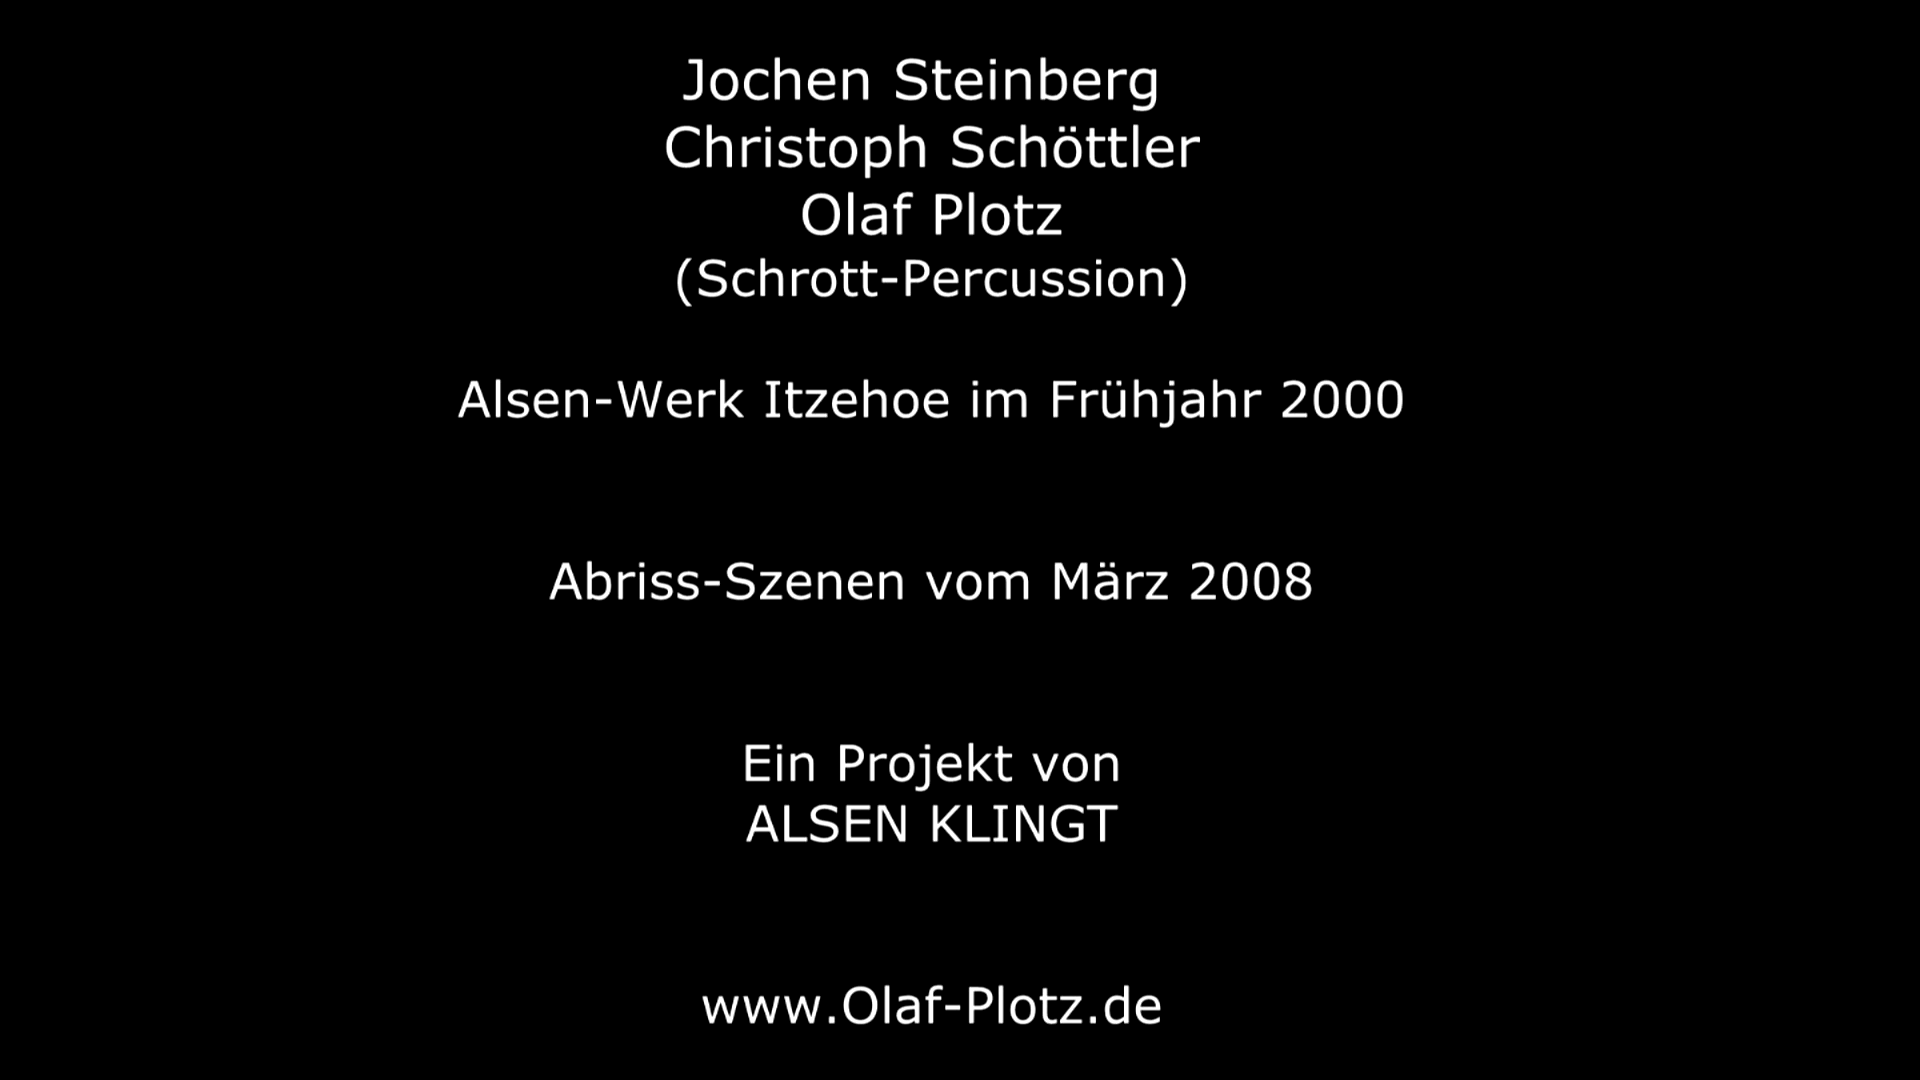 Jochen Steinberg
Christoph Schöttler
Olaf Plotz
(Schrott-Percussion)
Alsen-Werk Itzehoe im Frühjahr 2000
Abriss-Szenen vom März 2008
Ein Projekt von
ALSEN KLINGT
www.Olaf-Plotz.de